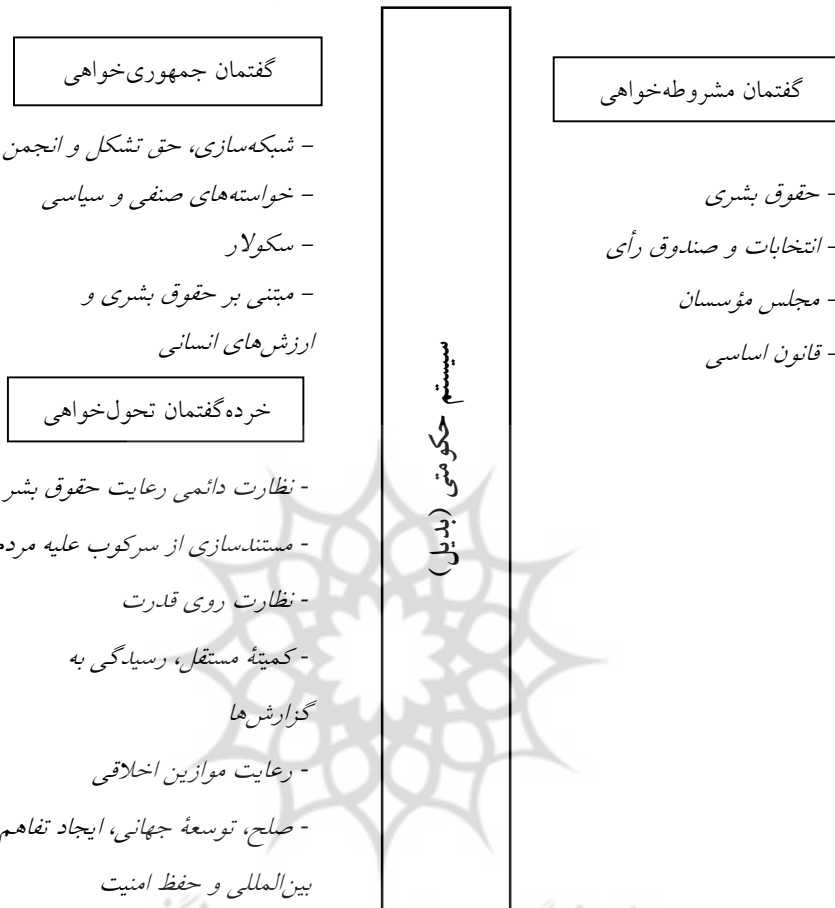 گفتمان مشروطه‌خواهی
- حقوق بشری
- انتخابات و صندوق رأی
- مجلس مؤسسان
- قانون اساسی
سیستم حکومتی (بدیل)
گفتمان جمهوری‌خواهی
- شبکه‌سازی، حق تشکل و انجمن
- خواسته‌های صنفی و سیاسی
- سکولار
- مبتنی بر حقوق بشری و
ارزش‌های انسانی
خرده‌گفتمان تحول‌خواهی
- نظارت دائمی رعایت حقوق بشر
- مستندسازی از سرکوب علیه مردم
- نظارت روی قدرت
- کمیتهٔ مستقل، رسیدگی به
گزارش‌ها
- رعایت موازین اخلاقی
- صلح، توسعهٔ جهانی، ایجاد تفاهم
بین‌المللی و حفظ امنیت